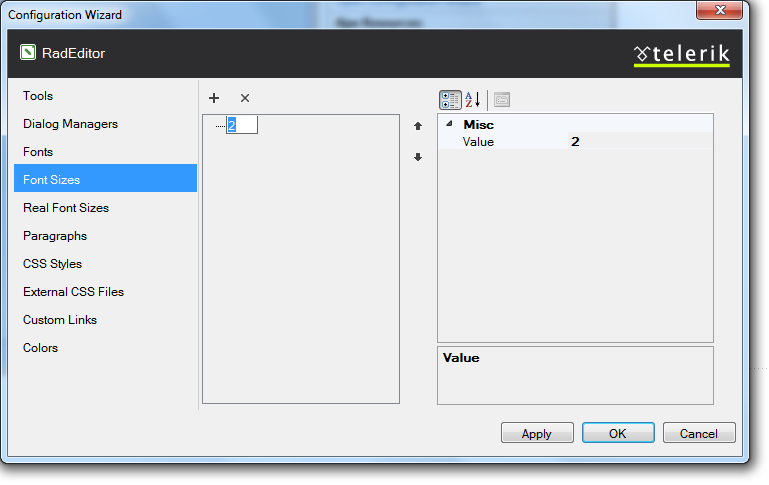 Configuration Wizard
RadEditor
telerik
Tools
Dialog Managers
Fonts
Font Sizes
Real Font Sizes
Paragraphs
CSS Styles
External CSS Files
Custom Links
Colors
2
A
Z
Misc
Value 2
Value
Apply OK Cancel